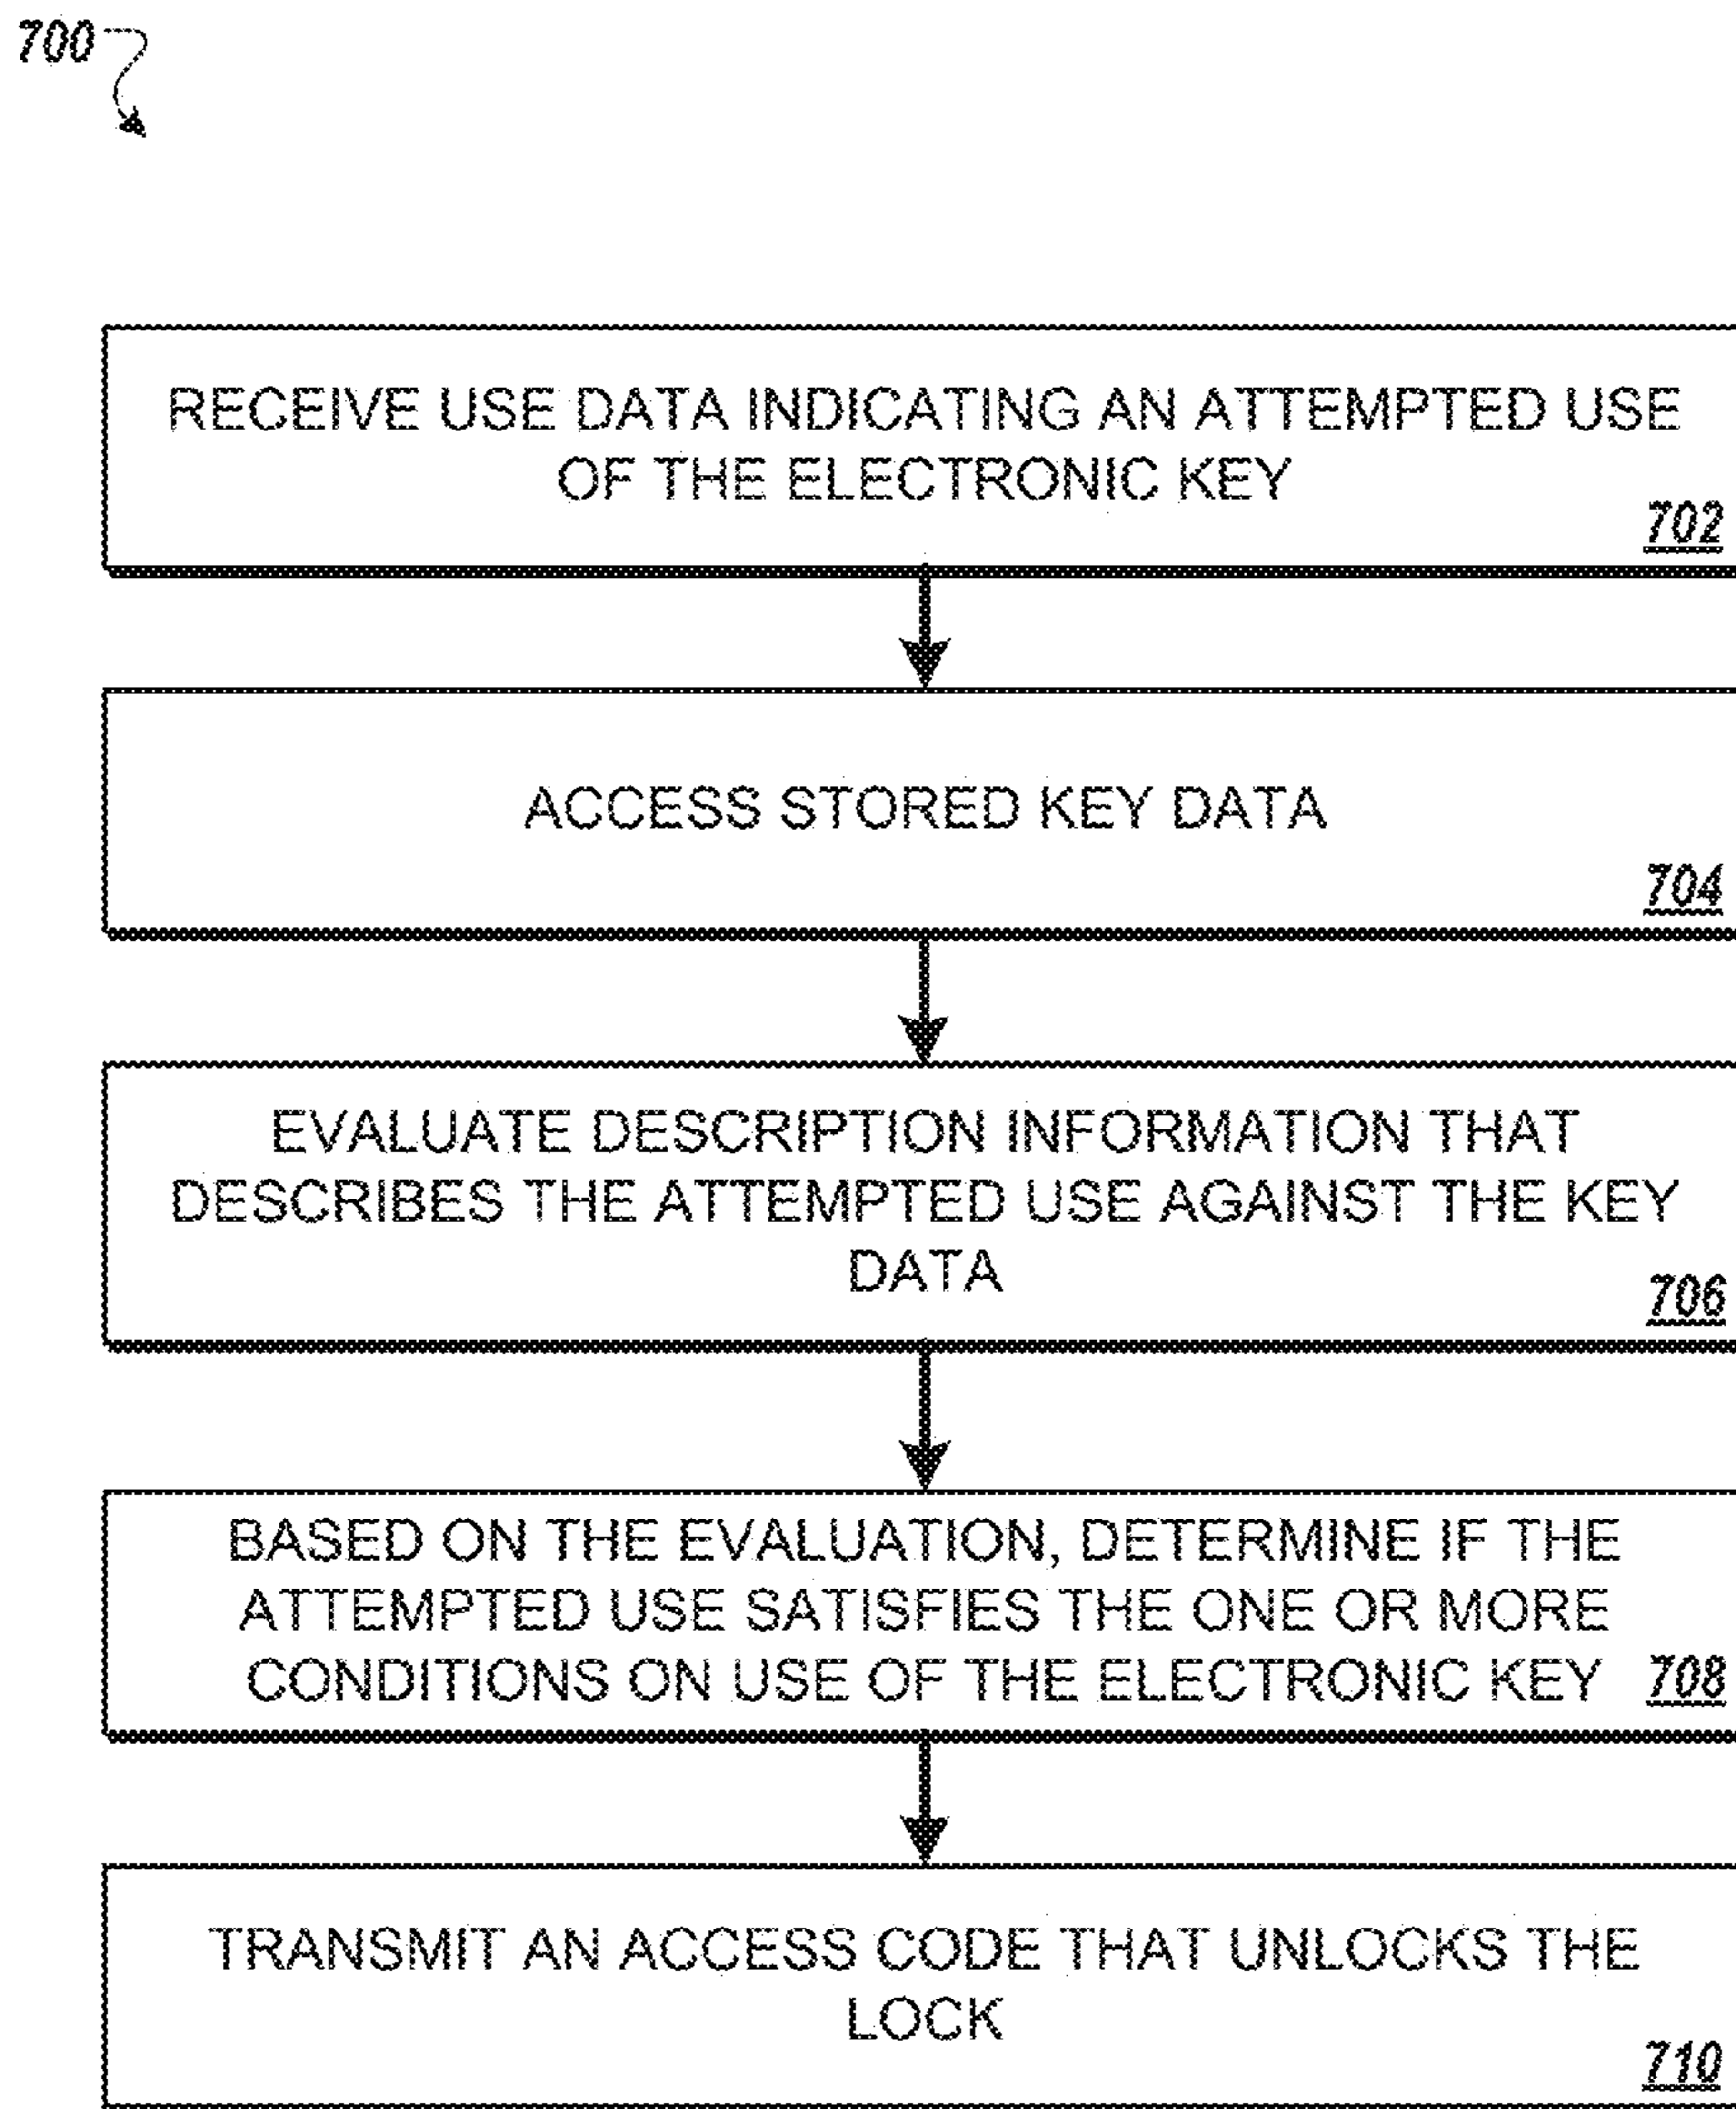 700
RECEIVE USE DATA INDICATING AN ATTEMPTED USE
OF THE ELECTRONIC KEY
702
ACCESS STORED KEY DATA
704
EVALUATE DESCRIPTION INFORMATION THAT
DESCRIBES THE ATTEMPTED USE AGAINST THE KEY
DATA
706
BASED ON THE EVALUATION, DETERMINE IF THE
ATTEMPTED USE SATISFIES THE ONE OR MORE
CONDITIONS ON USE OF THE ELECTRONIC KEY 708
TRANSMIT AN ACCESS CODE THAT UNLOCKS THE
LOCK
710